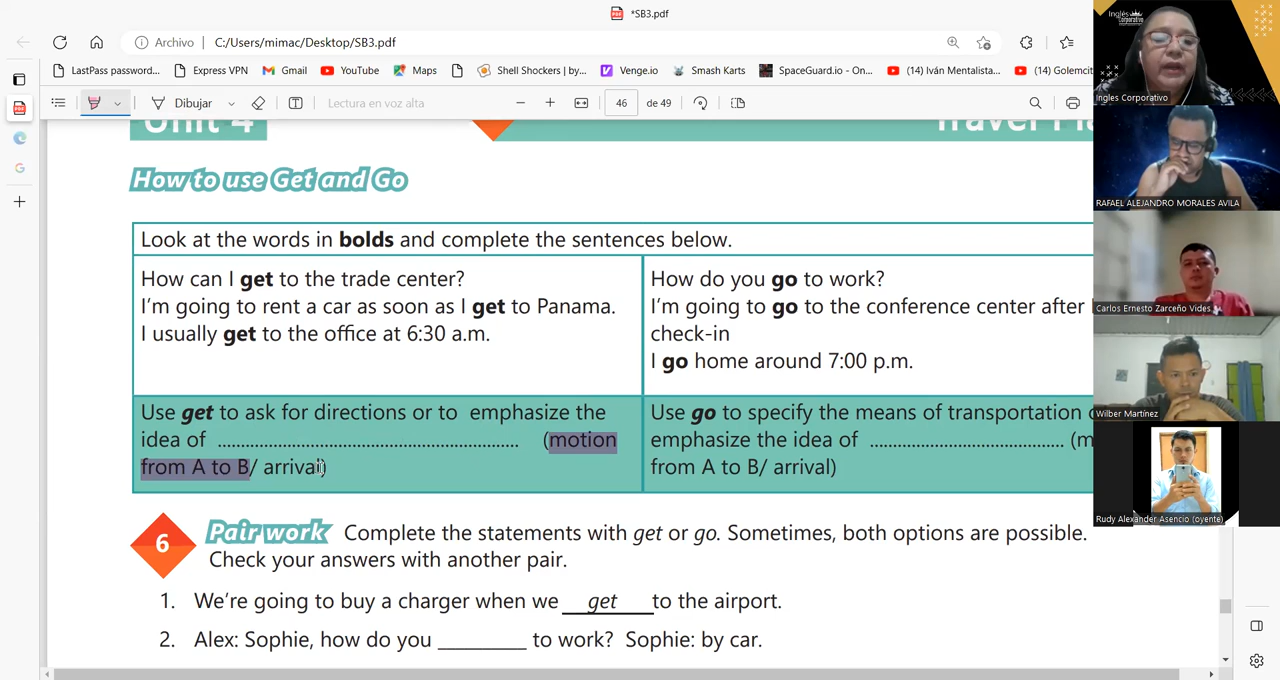 *SB3.pdf
Archivo | C:/Users/mimac/Desktop/SB3.pdf
LastPass password... Express VPN Gmail YouTube Maps Shell Shockers | by... Venge.io Smash Karts SpaceGuard.io - On... (14) Iván Mentalista... (14) Golemcit
Dibujar Lectura en voz alta 46 de 49
Unit 4 Travel Pl
How to use Get and Go
Look at the words in bolds and complete the sentences below.
How can I get to the trade center?
I'm going to rent a car as soon as I get to Panama.
I usually get to the office at 6:30 a.m.
How do you go to work?
I'm going to go to the conference center after
check-in
I go home around 7:00 p.m.
Use get to ask for directions or to emphasize the
idea of ........................................................ (motion
from A to B/ arrival)
Use go to specify the means of transportation
emphasize the idea of .................................... (m
from A to B/ arrival)
6 Pair work Complete the statements with get or go. Sometimes, both options are possible.
Check your answers with another pair.
1. We're going to buy a charger when we ___get___ to the airport.
2. Alex: Sophie, how do you _________ to work? Sophie: by car.
Inglés
Corporativo
Ingles Corporativo
RAFAEL ALEJANDRO MORALES AVILA
Carlos Ernesto Zarceño Vides
Wilber Martínez
Rudy Alexander Asencio (oyente)